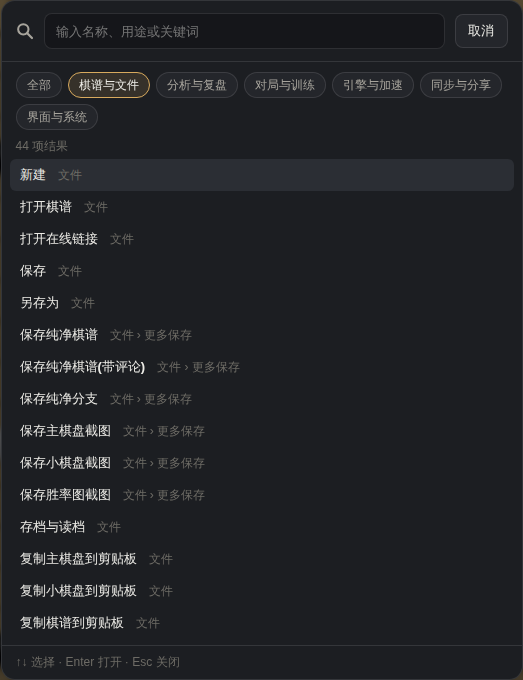 输入名称、用途或关键词 取消
全部 棋谱与文件 分析与复盘 对局与训练 引擎与加速 同步与分享
界面与系统
44 项结果
新建 文件
打开棋谱 文件
打开在线链接 文件
保存 文件
另存为 文件
保存纯净棋谱 文件 › 更多保存
保存纯净棋谱(带评论) 文件 › 更多保存
保存纯净分支 文件 › 更多保存
保存主棋盘截图 文件 › 更多保存
保存小棋盘截图 文件 › 更多保存
保存胜率图截图 文件 › 更多保存
存档与读档 文件
复制主棋盘到剪贴板 文件
复制小棋盘到剪贴板 文件
复制棋谱到剪贴板 文件
↑↓ 选择 · Enter 打开 · Esc 关闭